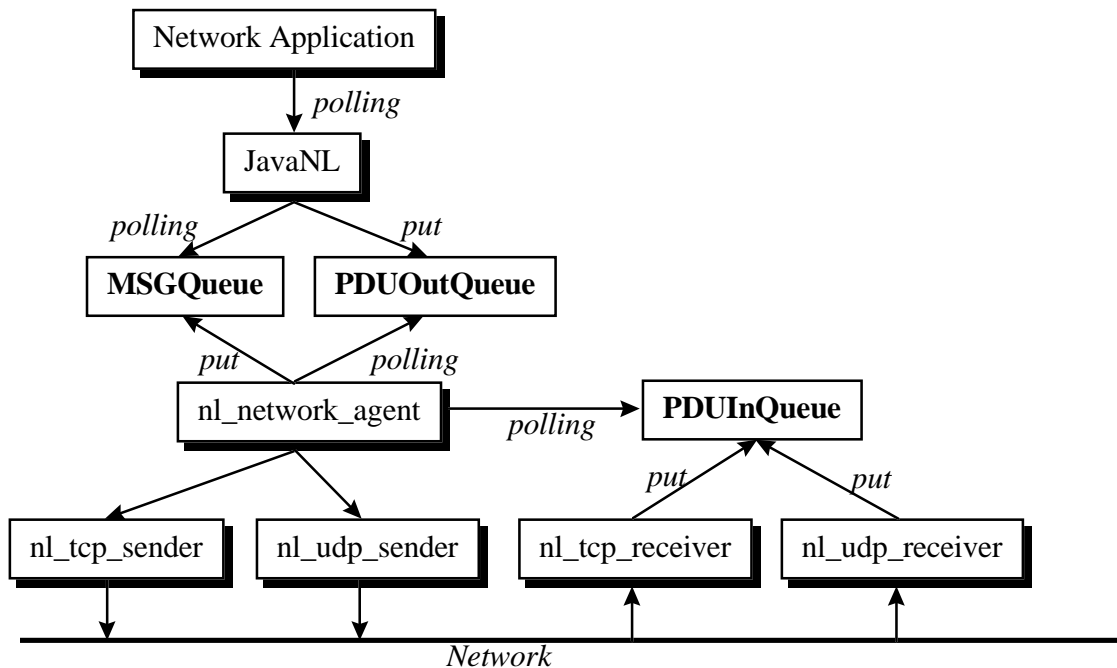 Network Application
polling
JavaNL
polling
put
MSGQueue
PDUOutQueue
put
polling
nl_network_agent
polling
PDUInQueue
put
put
nl_tcp_sender
nl_udp_sender
nl_tcp_receiver
nl_udp_receiver
Network